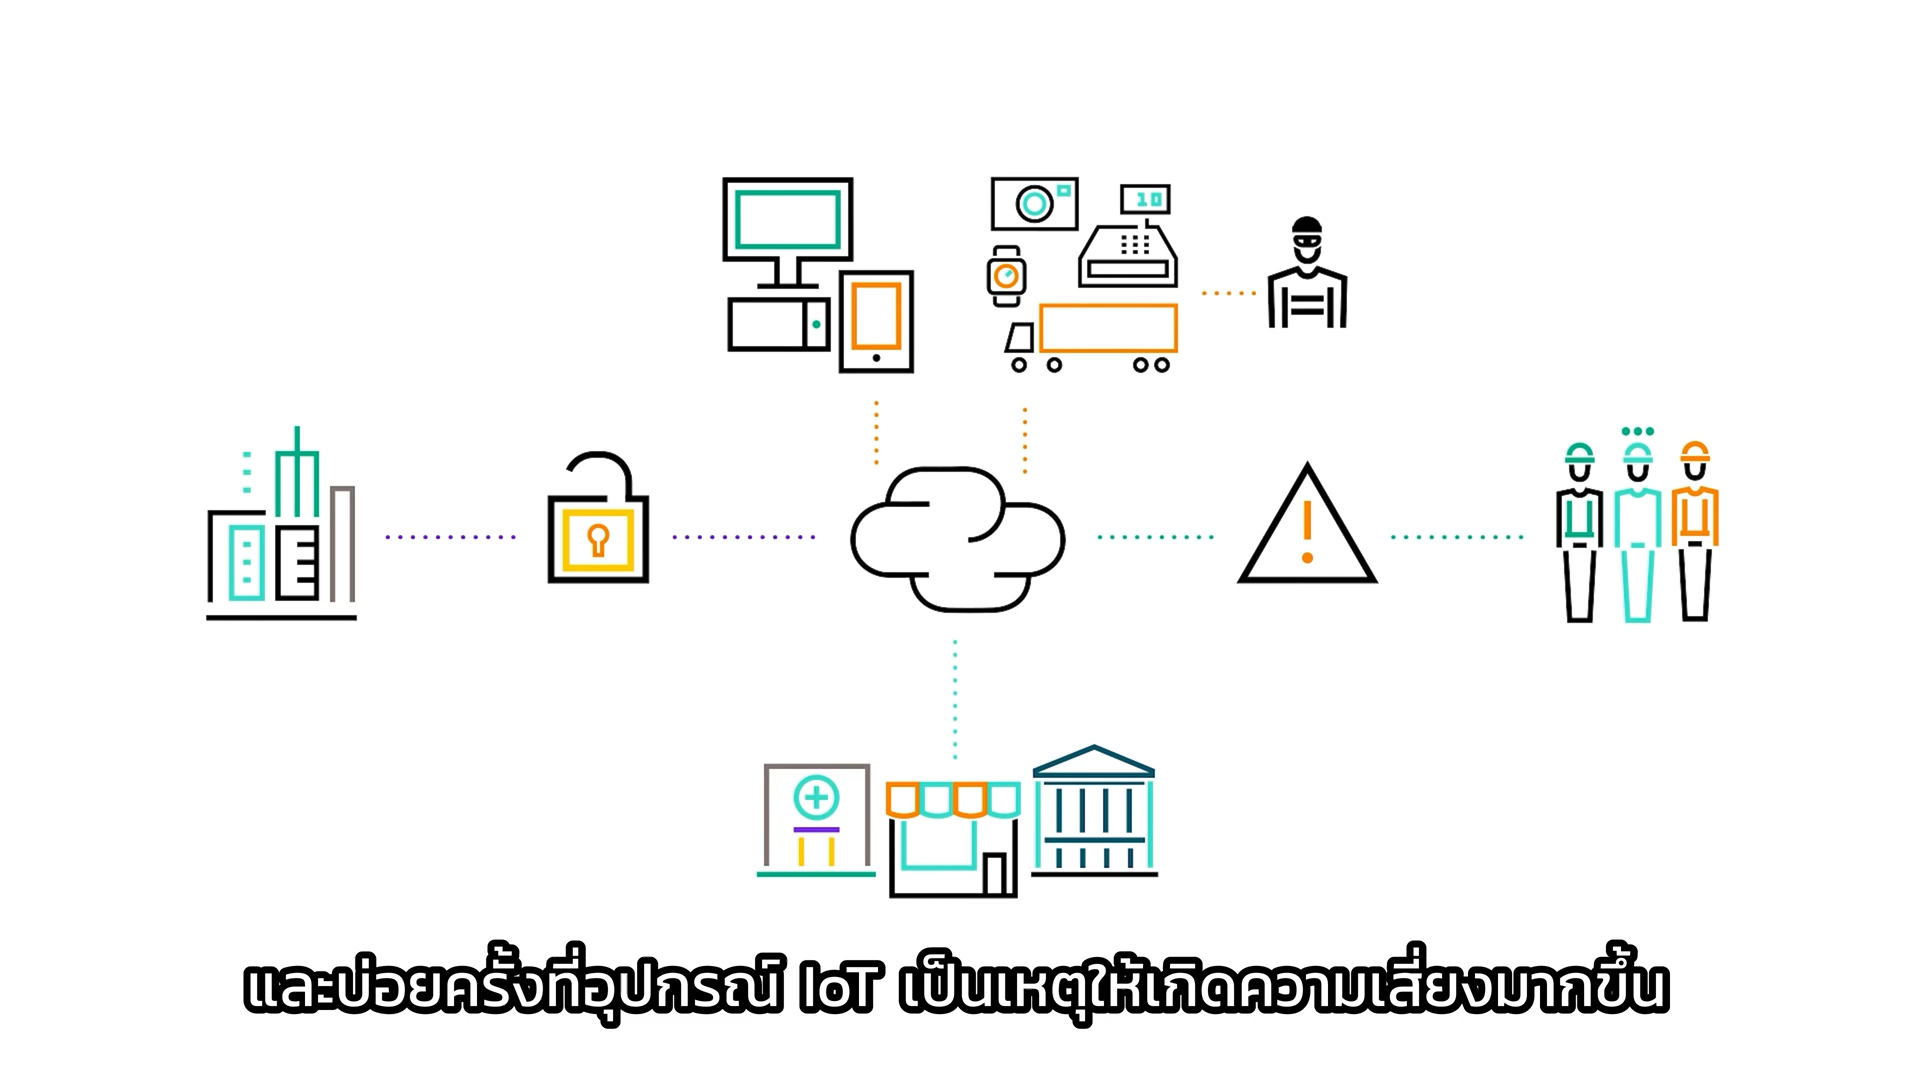 10
และบ่อยครั้งที่อุปกรณ์ IoT เป็นเหตุให้เกิดความเสี่ยงมากขึ้น